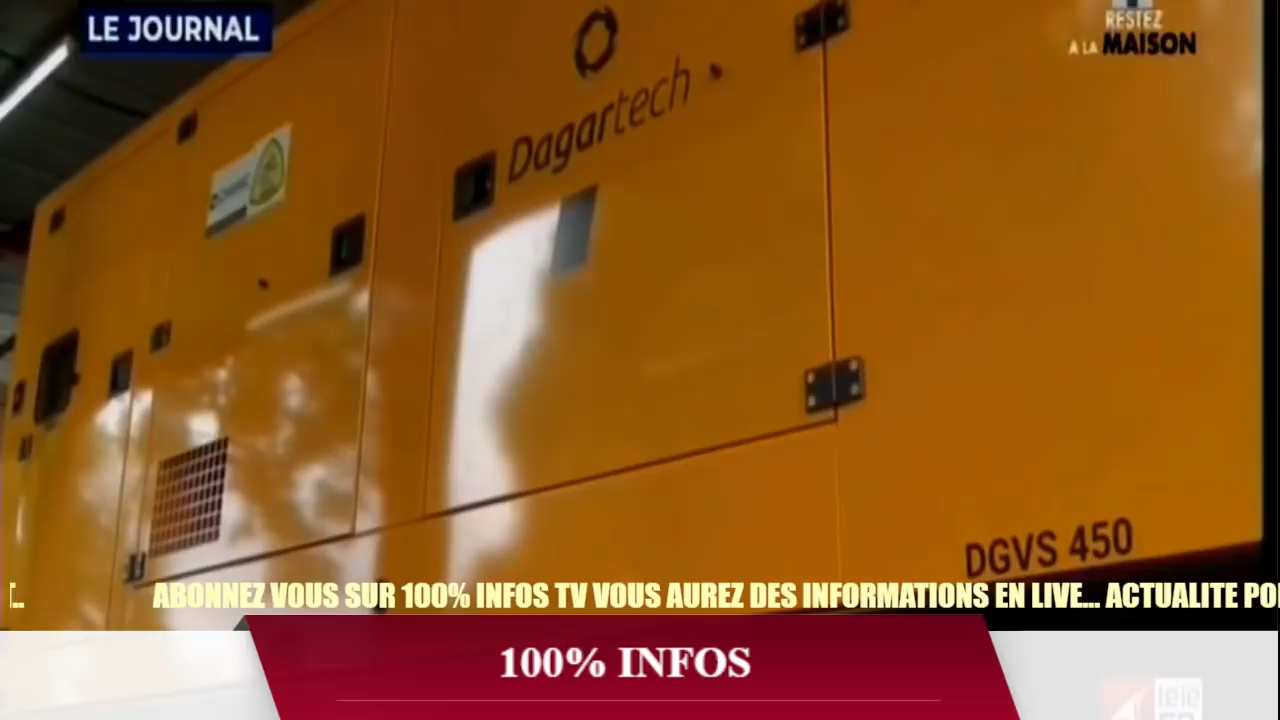 LE JOURNAL
RESTEZ
A LA MAISON
Dagartech
DGVS 450
ABONNEZ VOUS SUR 100% INFOS TV VOUS AUREZ DES INFORMATIONS EN LIVE... ACTUALITE
100% INFOS
tele